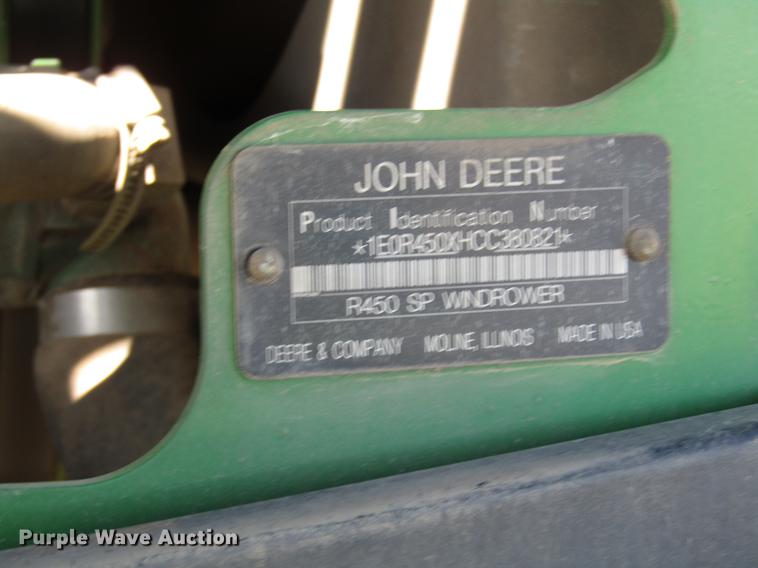 JOHN DEERE
Product Identification Number
*1E0R450XHCC380821*
R450 SP WINDROWER
DEERE & COMPANY MOLINE, ILLINOIS MADE IN USA
Purple Wave Auction